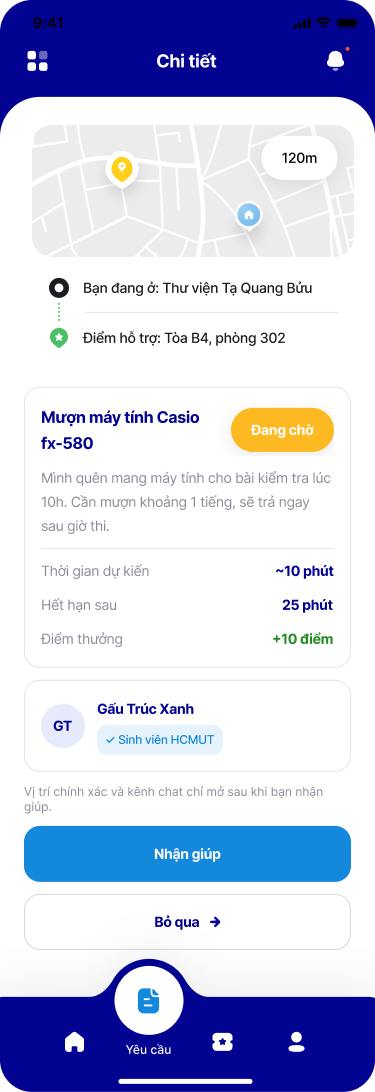 9:41
Chi tiết
120m
Bạn đang ở: Thư viện Tạ Quang Bửu
Điểm hỗ trợ: Tòa B4, phòng 302
Mượn máy tính Casio
fx-580
Đang chờ
Mình quên mang máy tính cho bài kiểm tra lúc
10h. Cần mượn khoảng 1 tiếng, sẽ trả ngay
sau giờ thi.
Thời gian dự kiến
~10 phút
Hết hạn sau
25 phút
Điểm thưởng
+10 điểm
GT
Gấu Trúc Xanh
✓ Sinh viên HCMUT
Vị trí chính xác và kênh chat chỉ mở sau khi bạn nhận
giúp.
Nhận giúp
Bỏ qua →
Yêu cầu